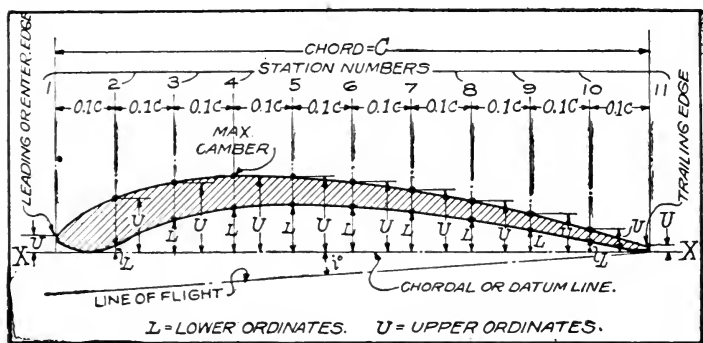 CHORD=C
STATION NUMBERS
1 2 3 4 5 6 7 8 9 10 11
0.1C 0.1C 0.1C 0.1C 0.1C 0.1C 0.1C 0.1C 0.1C 0.1C
LEADING OR ENTER. EDGE
MAX.
CAMBER
TRAILING EDGE
U U U U U U U U U U U
L L L L L L L L L
X X
i°
LINE OF FLIGHT
CHORDAL OR DATUM LINE.
L=LOWER ORDINATES. U=UPPER ORDINATES.